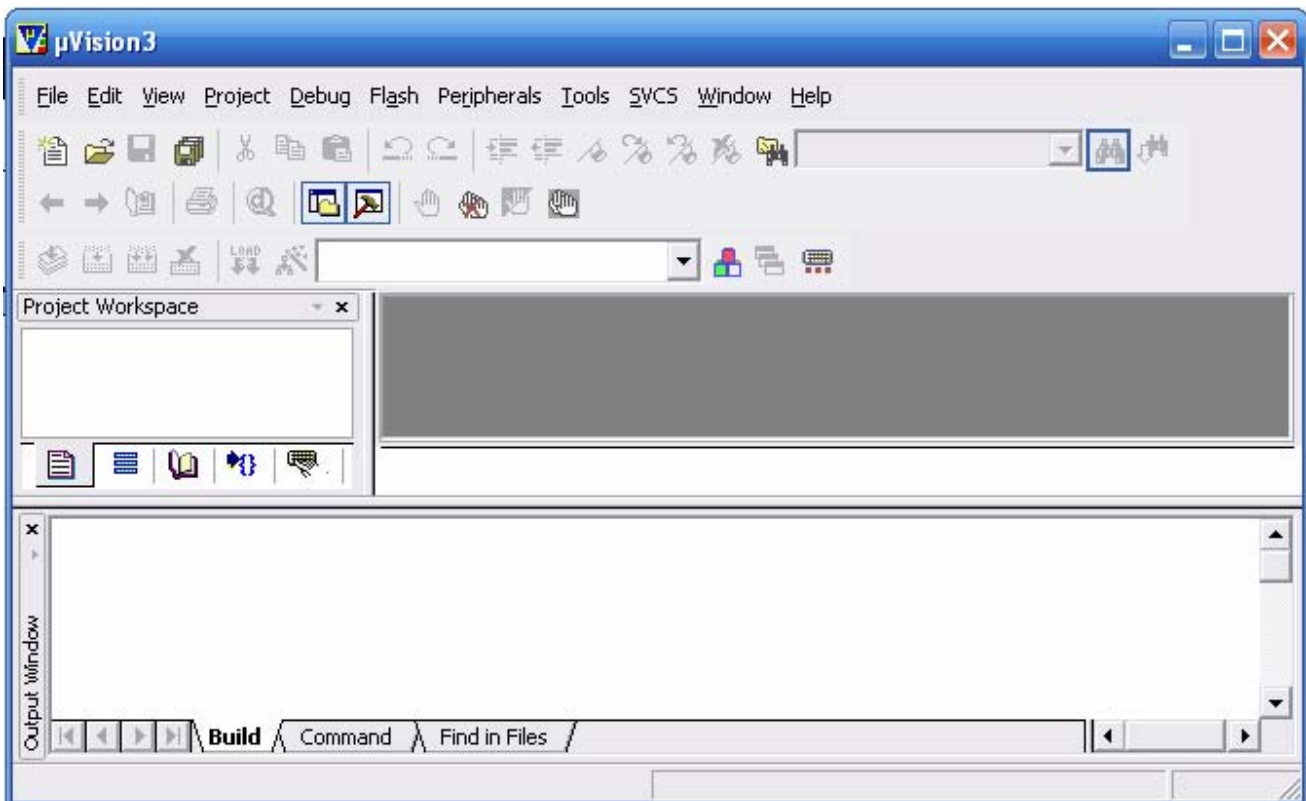 µVision3
File Edit View Project Debug Flash Peripherals Tools SVCS Window Help
LOAD
Project Workspace
Output Window
Build Command Find in Files